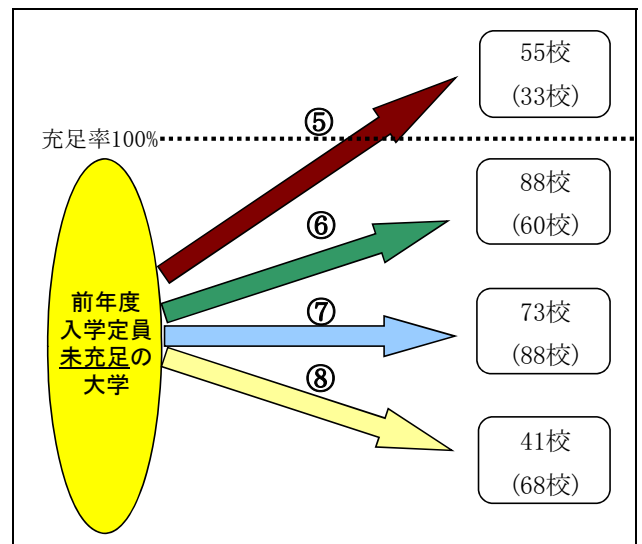 55校
(33校)
⑤
充足率100%
88校
(60校)
⑥
前年度
入学定員
未充足の
大学
⑦
73校
(88校)
⑧
41校
(68校)